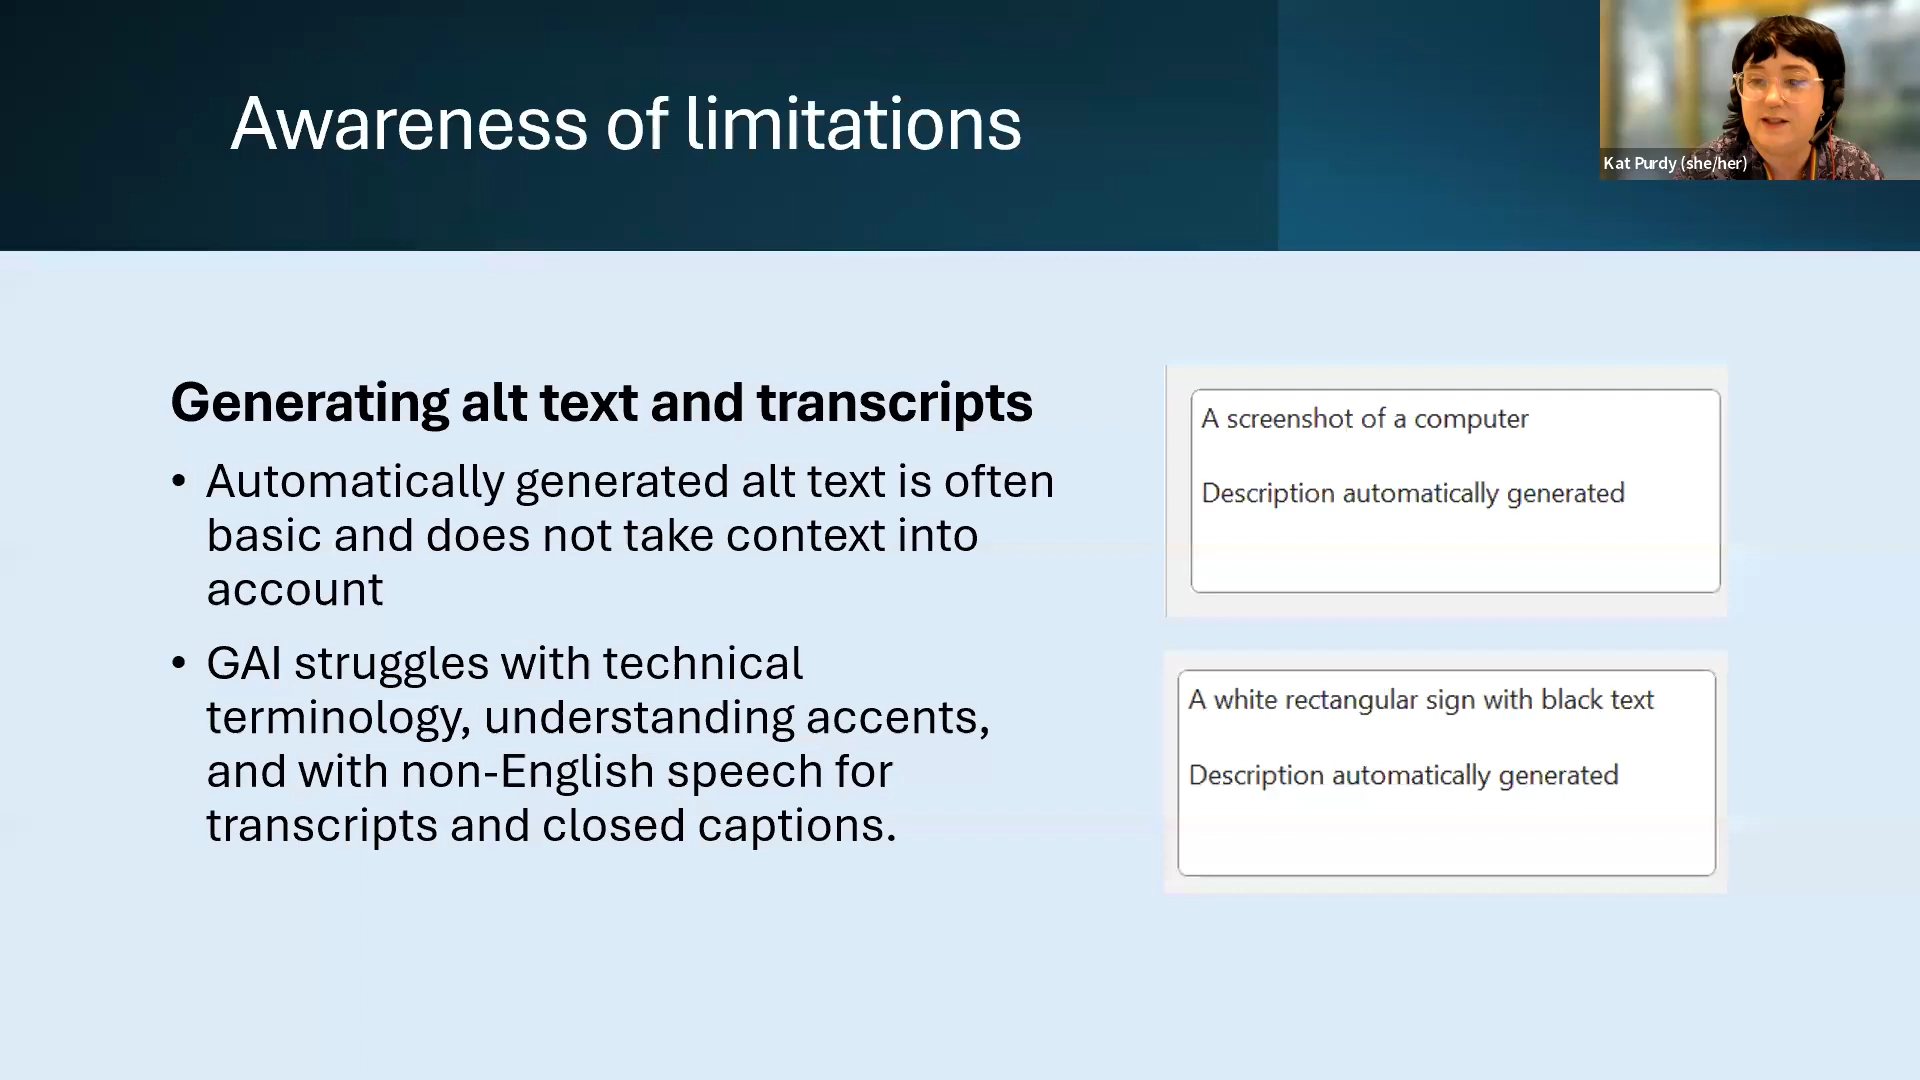 Awareness of limitations
Kat Purdy (she/her)
Generating alt text and transcripts
• Automatically generated alt text is often
basic and does not take context into
account
• GAI struggles with technical
terminology, understanding accents,
and with non-English speech for
transcripts and closed captions.
A screenshot of a computer
Description automatically generated
A white rectangular sign with black text
Description automatically generated